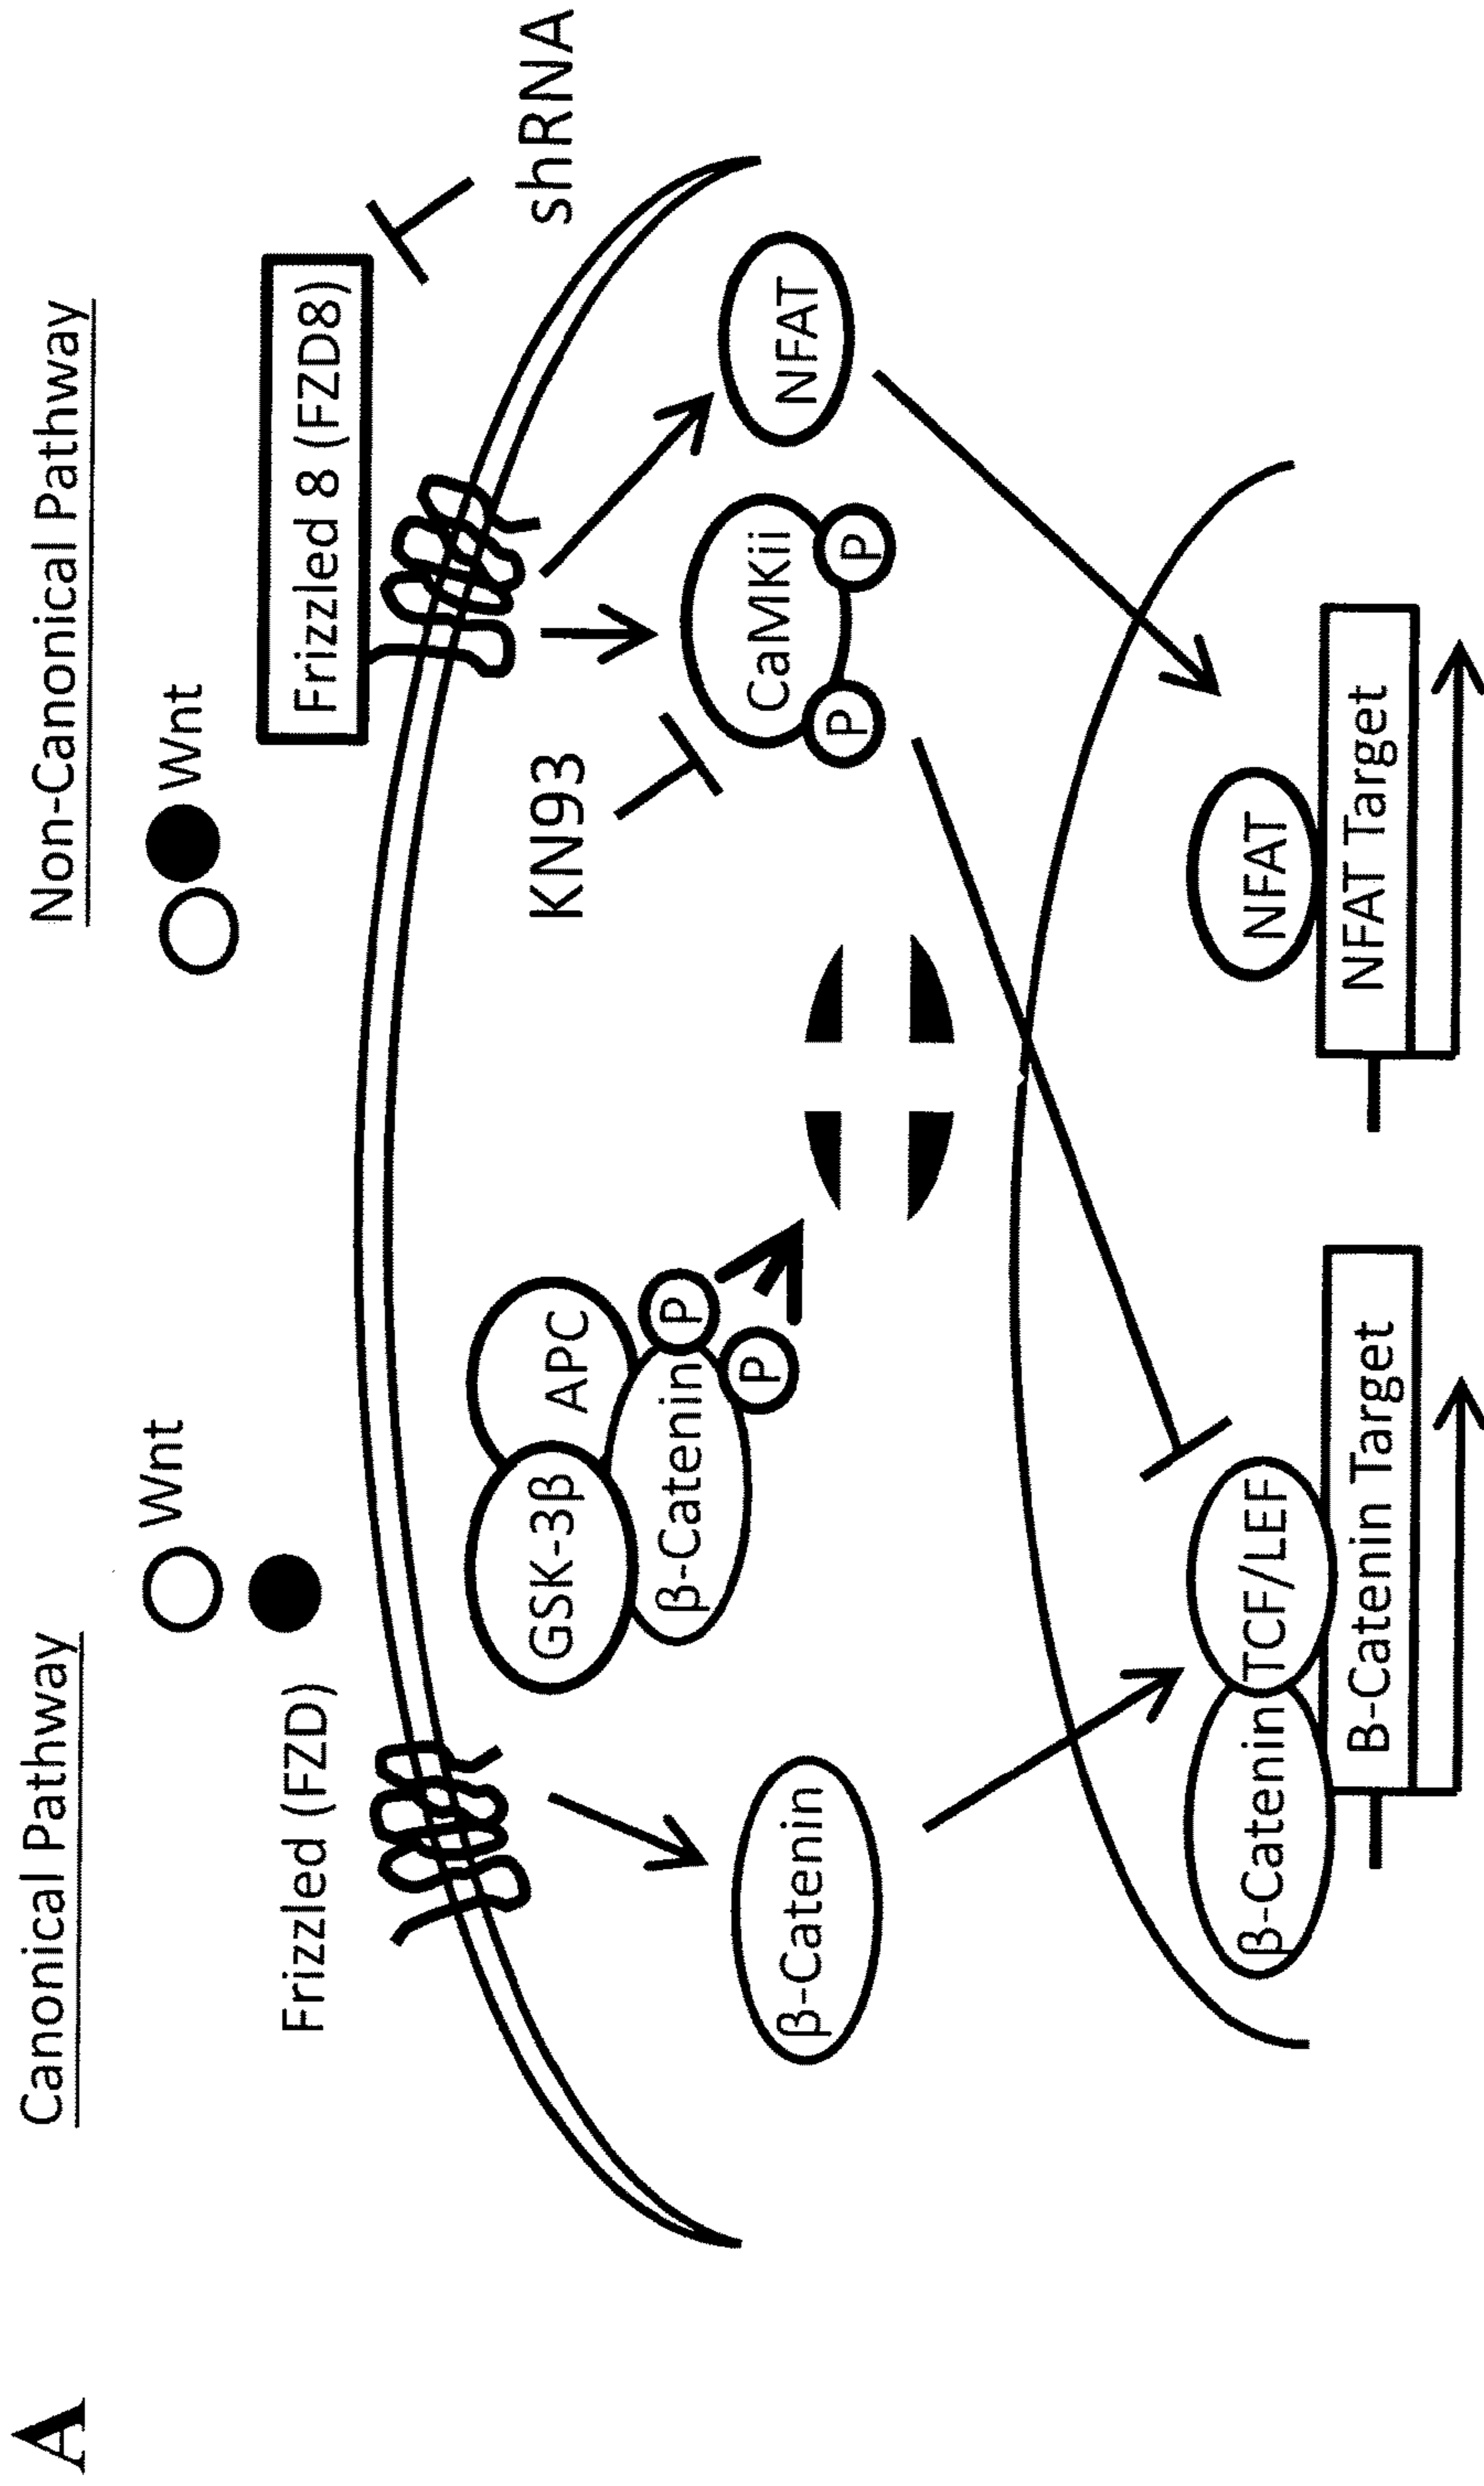 A
Canonical Pathway
Non-Canonical Pathway
Wnt
Wnt
Frizzled (FZD)
Frizzled 8 (FZD8)
shRNA
GSK-3β
APC
β-Catenin
P
P
KN93
CaMKii
P
P
NFAT
β-Catenin
β-Catenin
TCF/LEF
B-Catenin Target
NFAT
NFAT Target